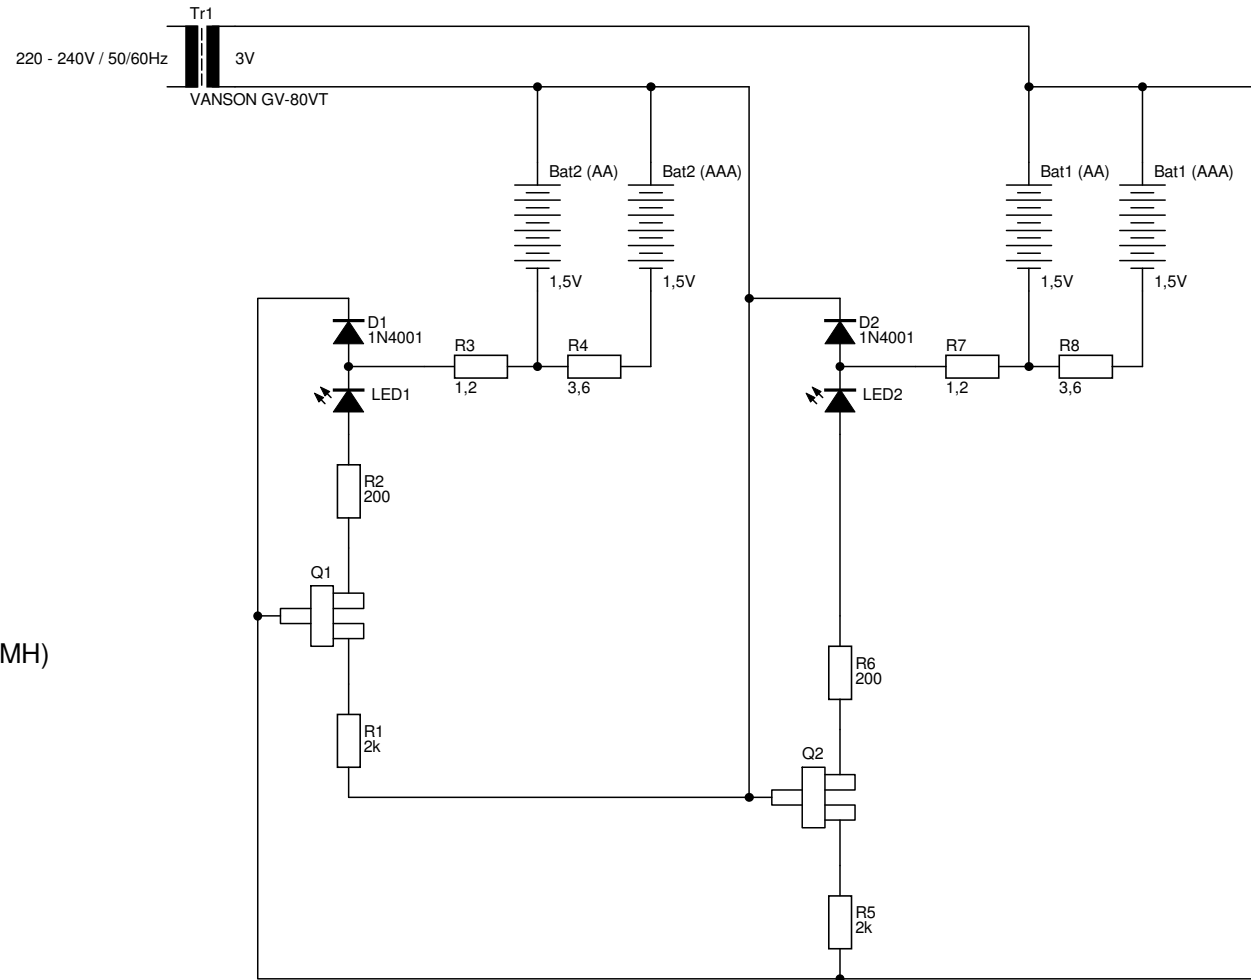 Tr1
220 - 240V / 50/60Hz
3V
VANSON GV-80VT
Bat2 (AA)
Bat2 (AAA)
Bat1 (AA)
Bat1 (AAA)
1,5V
1,5V
1,5V
1,5V
D1
1N4001
R3
1,2
R4
3,6
D2
1N4001
R7
1,2
R8
3,6
LED1
LED2
R2
200
Q1
MH)
R6
200
R1
2k
Q2
R5
2k